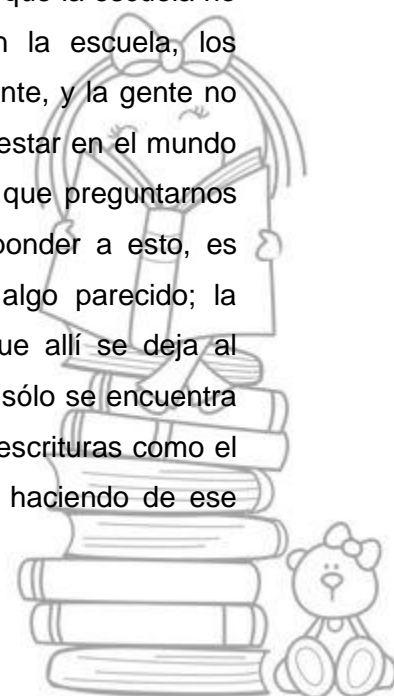 que la escuela no
la escuela, los
nte, y la gente no
estar en el mundo
que preguntarnos
ponder a esto, es
algo parecido; la
ue allí se deja al
sólo se encuentra
escrituras como el
haciendo de ese